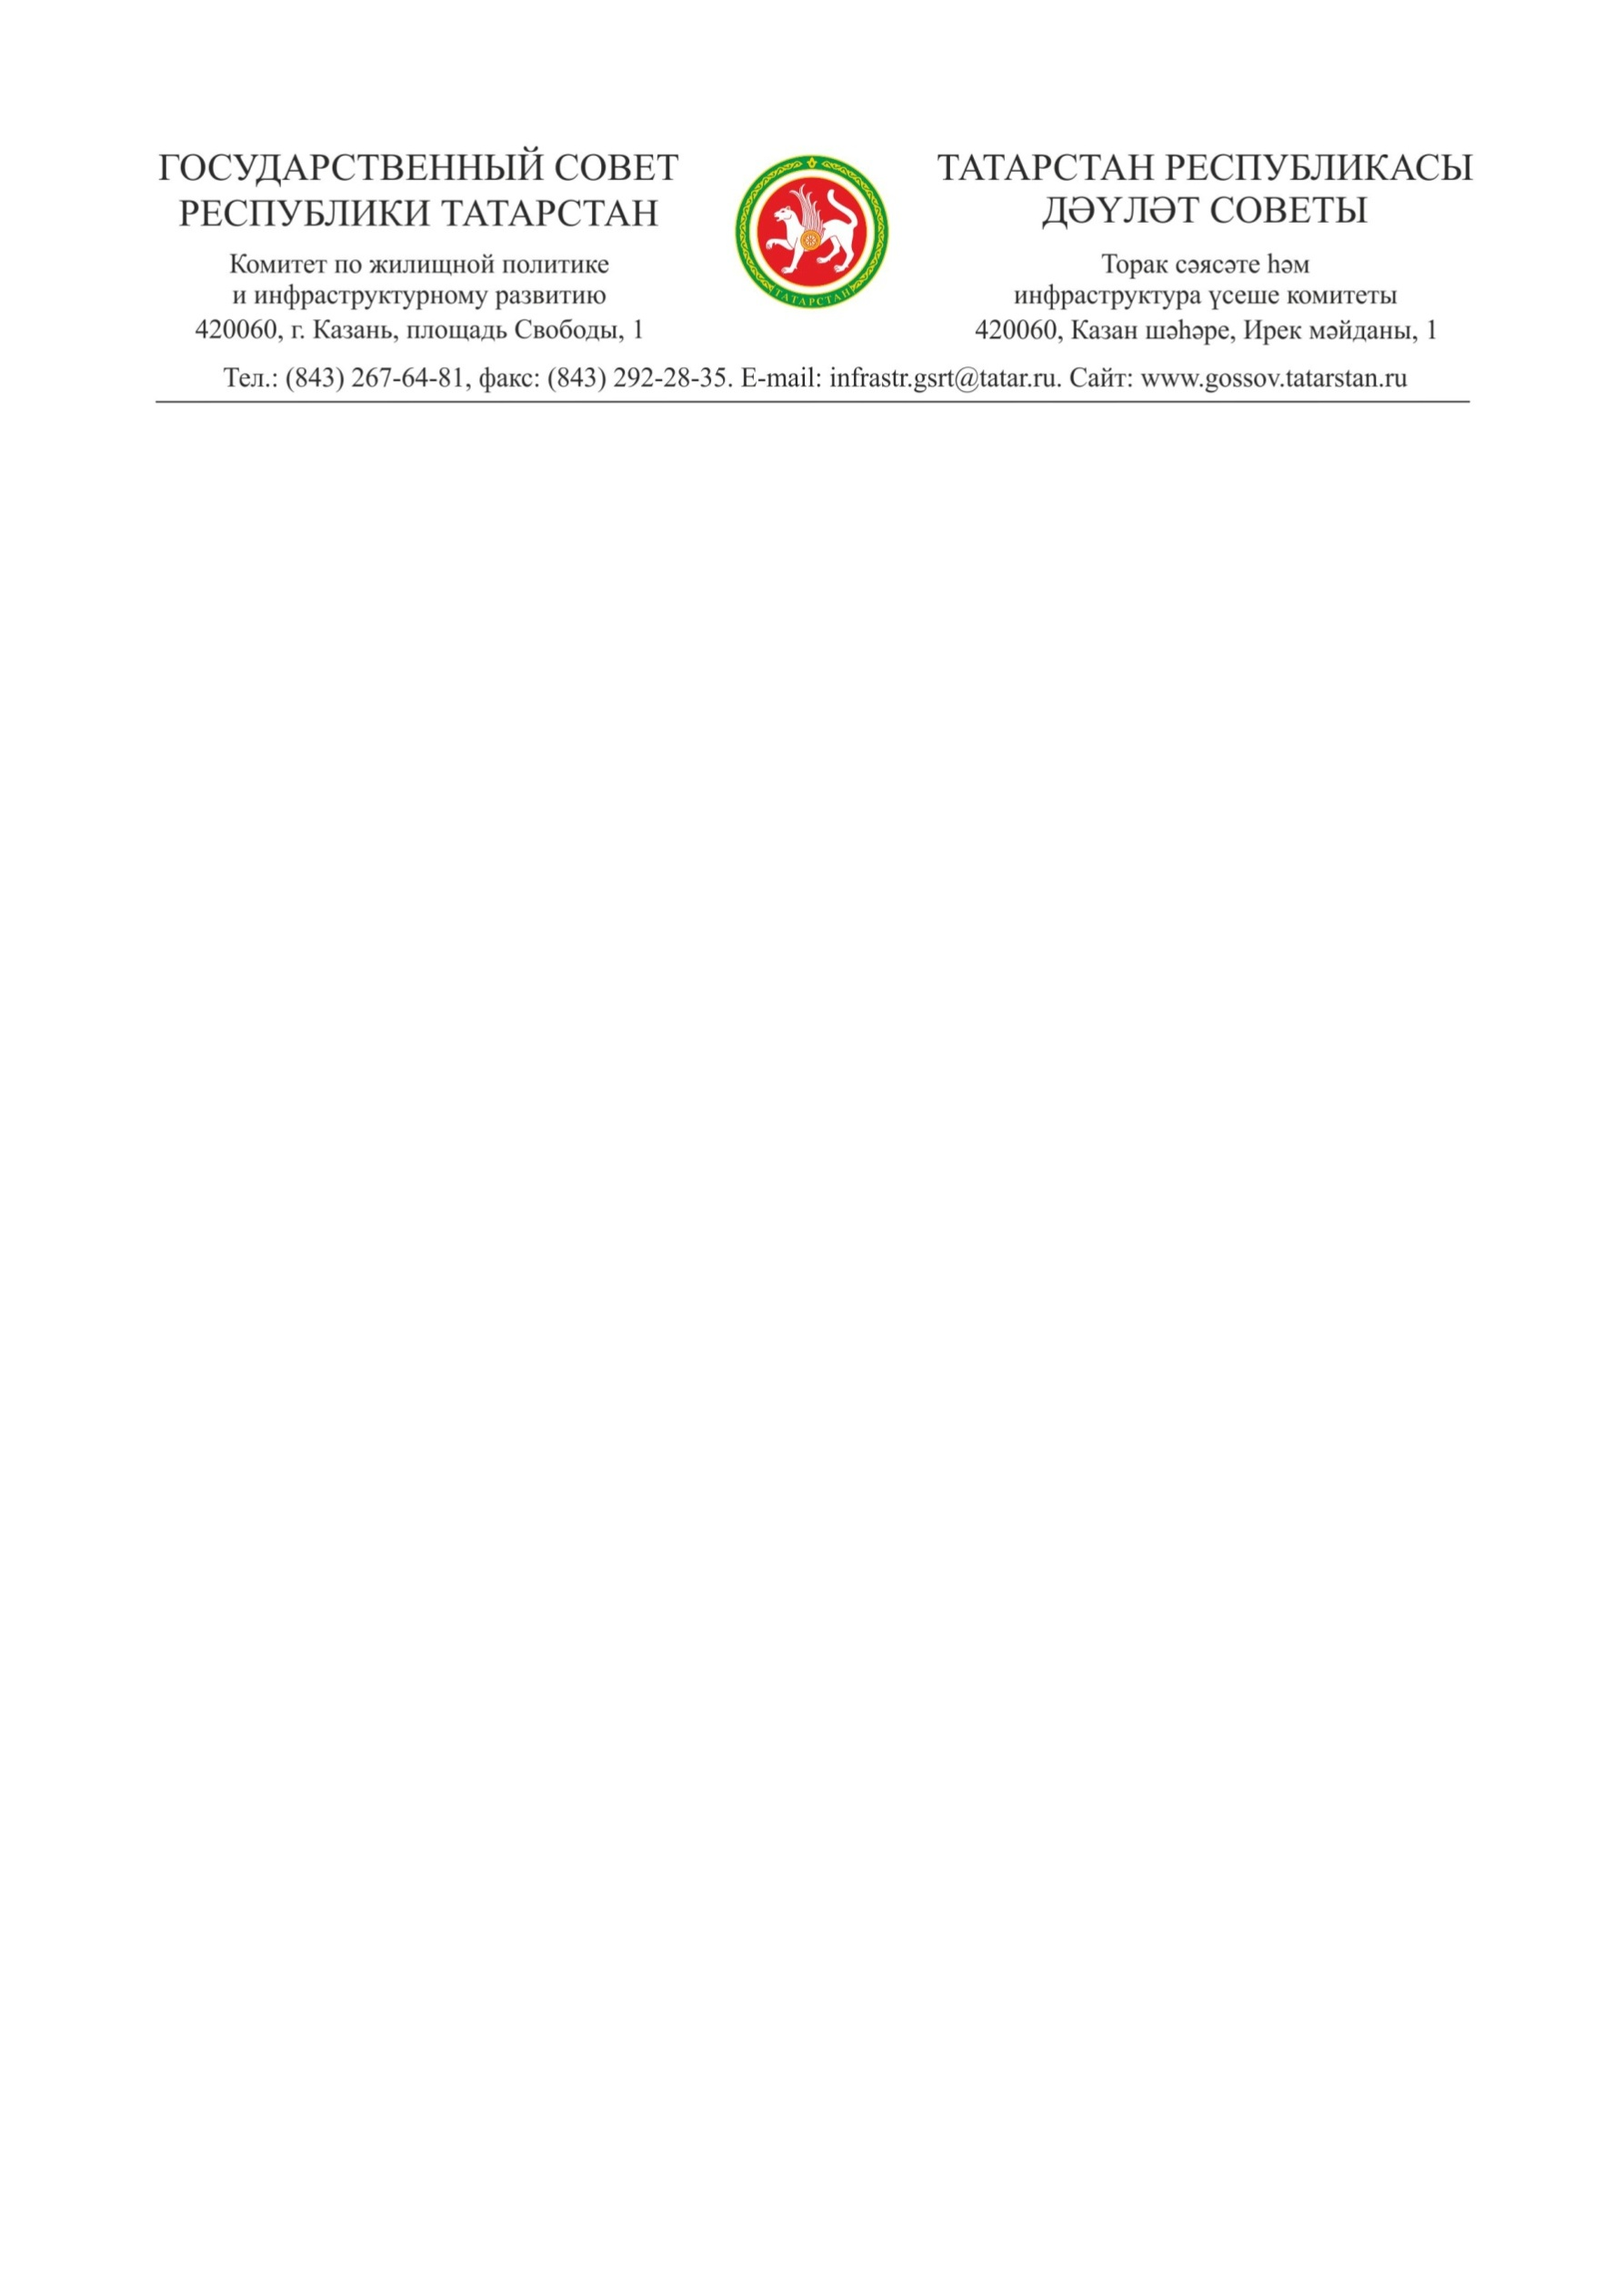 ГОСУДАРСТВЕННЫЙ СОВЕТ
РЕСПУБЛИКИ ТАТАРСТАН
Комитет по жилищной политике
и инфраструктурному развитию
420060, г. Казань, площадь Свободы, 1
ТАТАРСТАН
ТАТАРСТАН РЕСПУБЛИКАСЫ
ДӘҮЛӘТ СОВЕТЫ
Торак сәясәте һәм
инфраструктура үсеше комитеты
420060, Казан шәһәре, Ирек мәйданы, 1
Тел.: (843) 267-64-81, факс: (843) 292-28-35. E-mail: infrastr.gsrt@tatar.ru. Сайт: www.gossov.tatarstan.ru